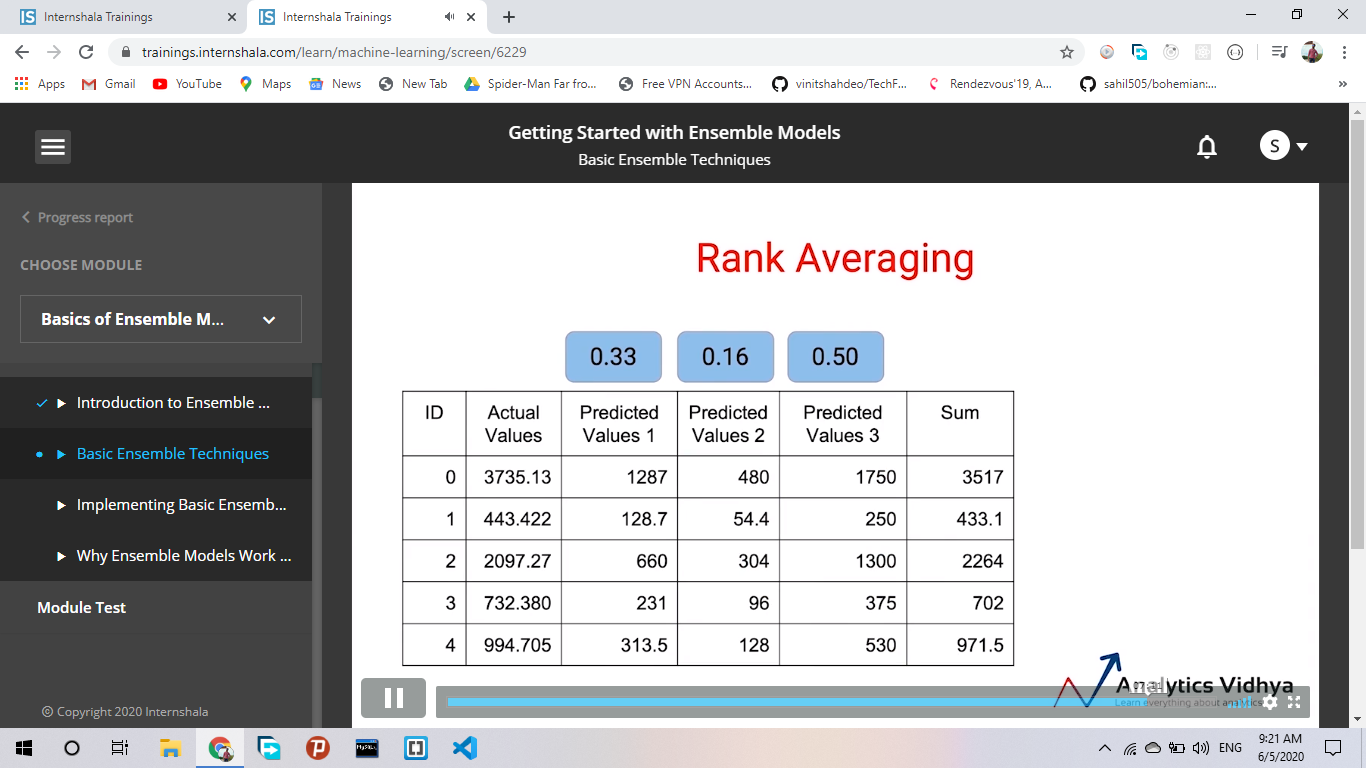 Internshala Trainings
Internshala Trainings
trainings.internshala.com/learn/machine-learning/screen/6229
Apps Gmail YouTube Maps News New Tab Spider-Man Far fro... Free VPN Accounts... vinitshahdeo/TechF... Rendezvous'19, A... sahil505/bohemian:... »
Getting Started with Ensemble Models
Basic Ensemble Techniques
S
Progress report
CHOOSE MODULE
Basics of Ensemble M...
Introduction to Ensemble ...
Basic Ensemble Techniques
Implementing Basic Ensemb...
Why Ensemble Models Work ...
Module Test
© Copyright 2020 Internshala
Rank Averaging
0.33 0.16 0.50
ID Actual Values Predicted Values 1 Predicted Values 2 Predicted Values 3 Sum
0 3735.13 1287 480 1750 3517
1 443.422 128.7 54.4 250 433.1
2 2097.27 660 304 1300 2264
3 732.380 231 96 375 702
4 994.705 313.5 128 530 971.5
Analytics Vidhya
Learn everything about analytics
ENG
9:21 AM
6/5/2020